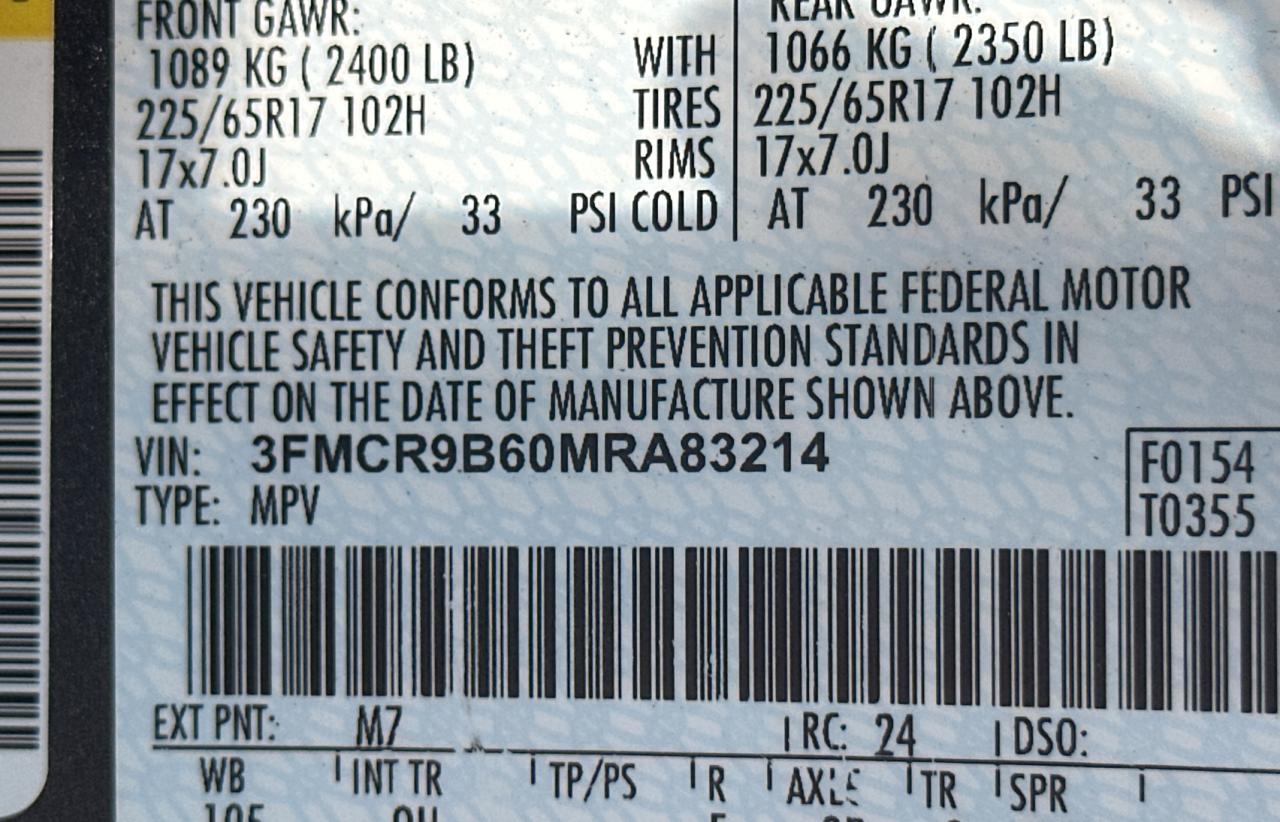 FRONT GAWR: REAR GAWR:
1089 KG ( 2400 LB) WITH 1066 KG ( 2350 LB)
225/65R17 102H TIRES 225/65R17 102H
17x7.0J RIMS 17x7.0J
AT 230 kPa/ 33 PSI COLD AT 230 kPa/ 33 PSI
THIS VEHICLE CONFORMS TO ALL APPLICABLE FEDERAL MOTOR
VEHICLE SAFETY AND THEFT PREVENTION STANDARDS IN
EFFECT ON THE DATE OF MANUFACTURE SHOWN ABOVE.
VIN: 3FMCR9B60MRA83214
TYPE: MPV
F0154
T0355
EXT PNT: M7 RC: 24 DSO:
WB INT TR TP/PS R AXLE TR SPR
105